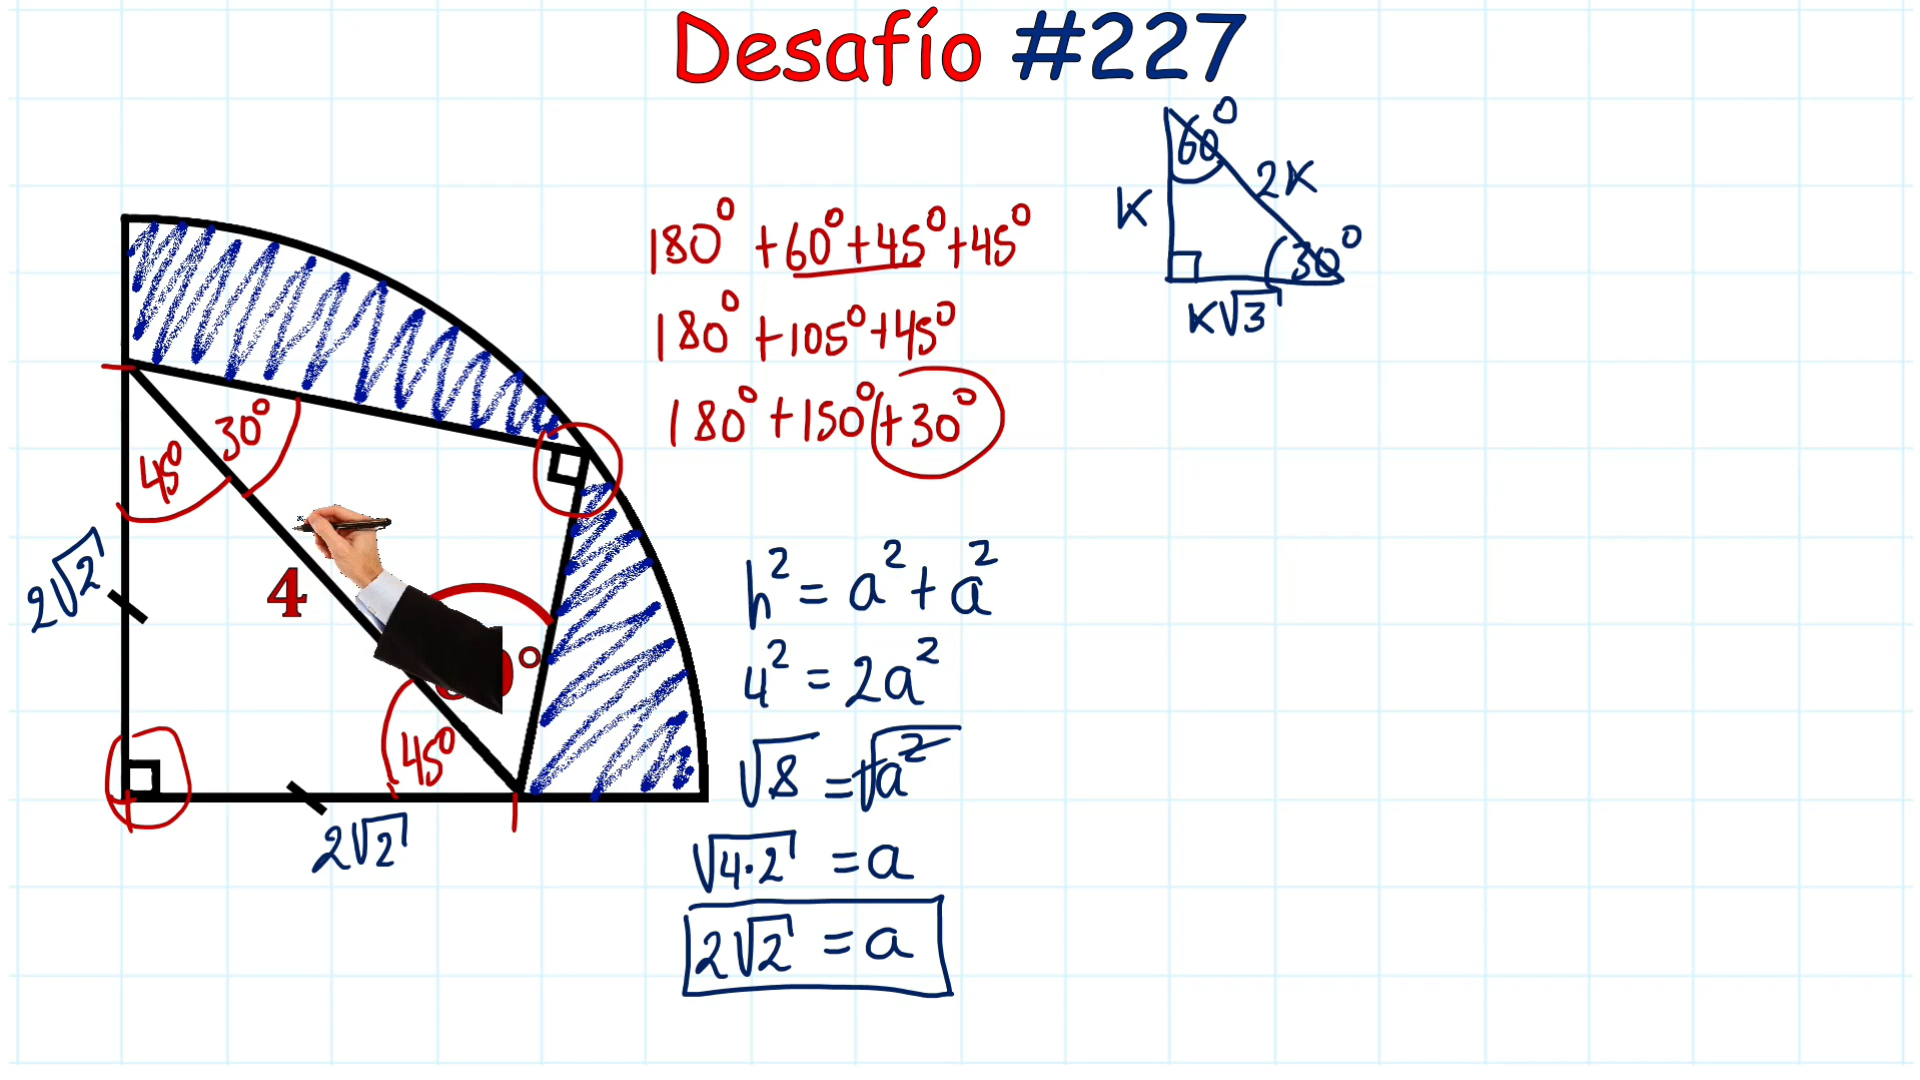 Desafío #227
60°
2K
K
30°
K√3
180° +60°+45°+45°
180° +105°+45°
180° +150°+30°
30°
45°
4
2√2
45°
2√2
h² = a² + a²
4² = 2a²
√8 = √a²
√4·2 = a
2√2 = a